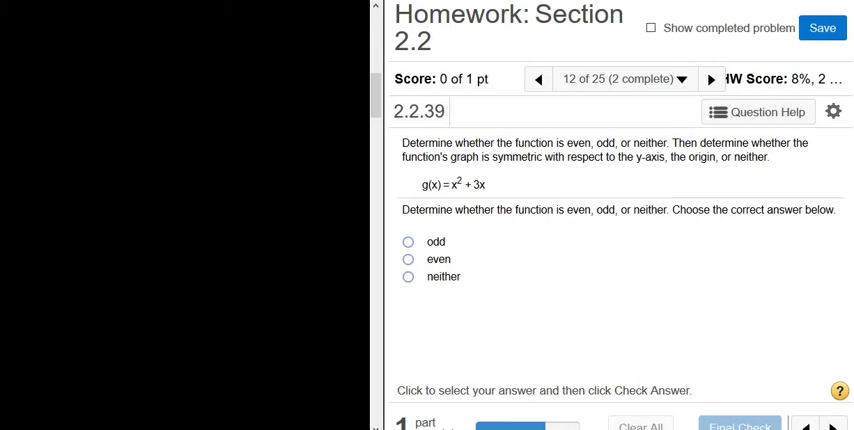 Homework: Section
2.2
Show completed problem
Save
Score: 0 of 1 pt
12 of 25 (2 complete)
HW Score: 8%, 2 ...
2.2.39
Question Help
Determine whether the function is even, odd, or neither. Then determine whether the
function's graph is symmetric with respect to the y-axis, the origin, or neither.
g(x) = x² + 3x
Determine whether the function is even, odd, or neither. Choose the correct answer below.
odd
even
neither
Click to select your answer and then click Check Answer.
?
1 part
Clear All
Final Check